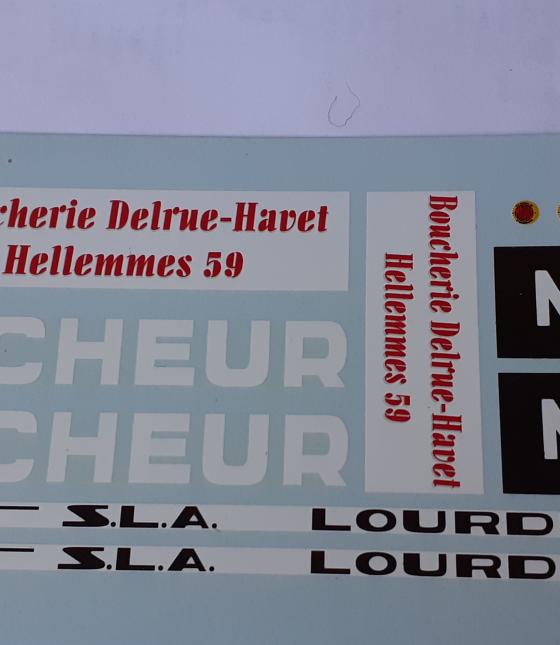 cherie Delrue-Havet
Hellemmes 59
CHEUR
CHEUR
S.L.A. LOURD
S.L.A. LOURD
Boucherie Delrue-Havet
Hellemmes 59
N
N